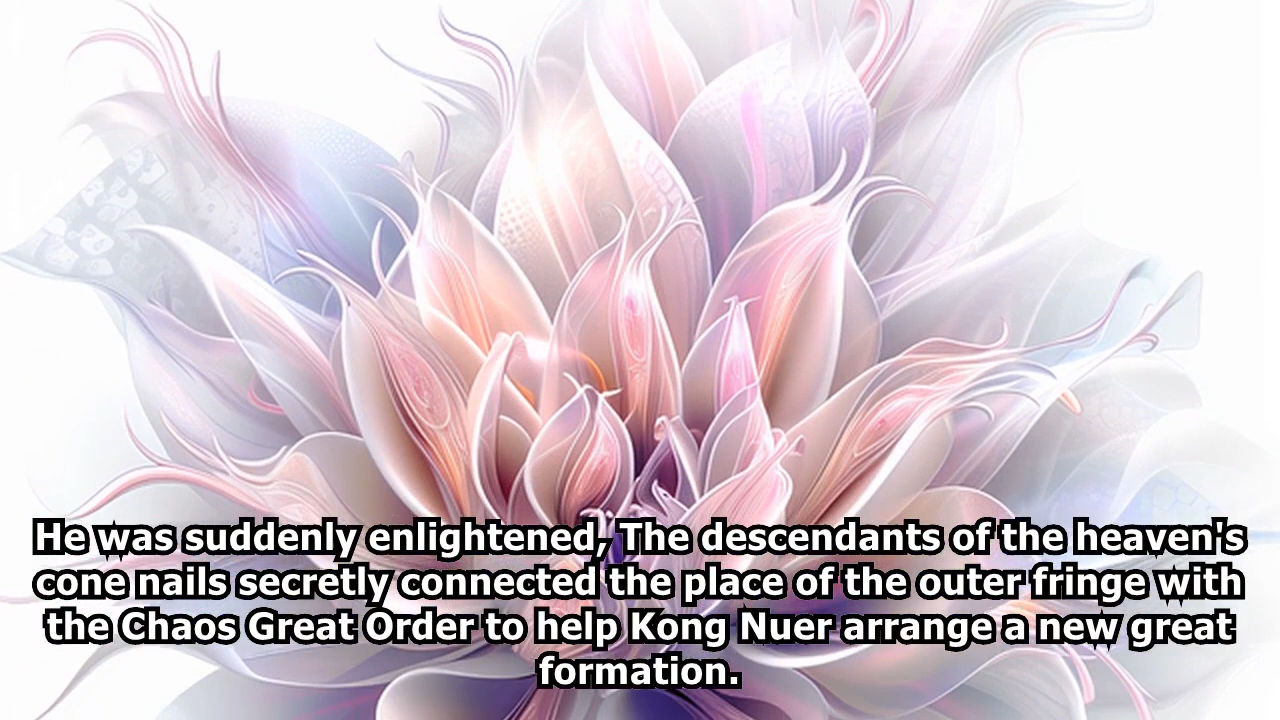 He was suddenly enlightened, The descendants of the heaven's
cone nails secretly connected the place of the outer fringe with
the Chaos Great Order to help Kong Nuer arrange a new great
formation.